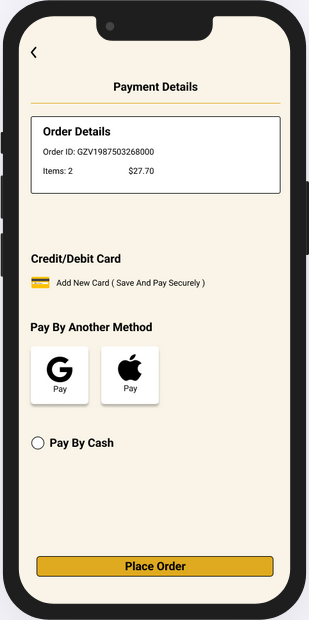 Payment Details
Order Details
Order ID: GZV1987503268000
Items: 2 $27.70
Credit/Debit Card
Add New Card ( Save And Pay Securely )
Pay By Another Method
G
Pay Pay
Pay By Cash
Place Order